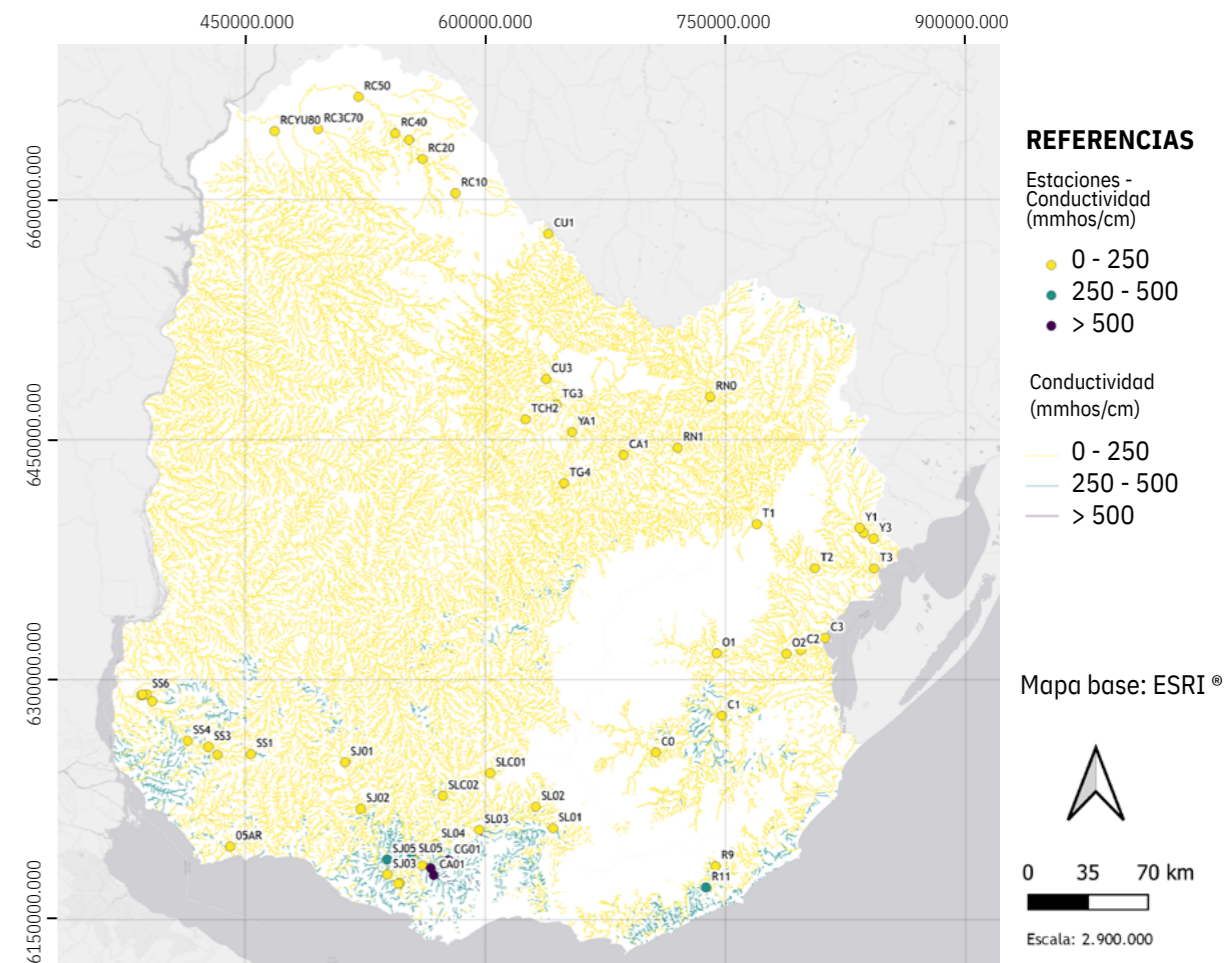 450000.000
600000.000
750000.000
900000.000
6600000.000
6450000.000
6300000.000
6150000.000
RC50
RCYU80
RC3C70
RC40
RC20
RC10
CU1
CU3
TG3
TCH2
YA1
RN0
CA1
RN1
TG4
T1
Y1
Y3
T2
T3
C3
O1
O2
C2
SS6
C1
SS4
SS3
SS1
SJ01
C0
SLC01
SLC02
SJ02
SL02
SL03
SL01
05AR
SL04
SJ05
SL05
CG01
SJ03
CA01
R9
R11
REFERENCIAS
Estaciones -
Conductividad
(mmhos/cm)
0 - 250
250 - 500
> 500
Conductividad
(mmhos/cm)
0 - 250
250 - 500
> 500
Mapa base: ESRI ®
0 35 70 km
Escala: 2.900.000